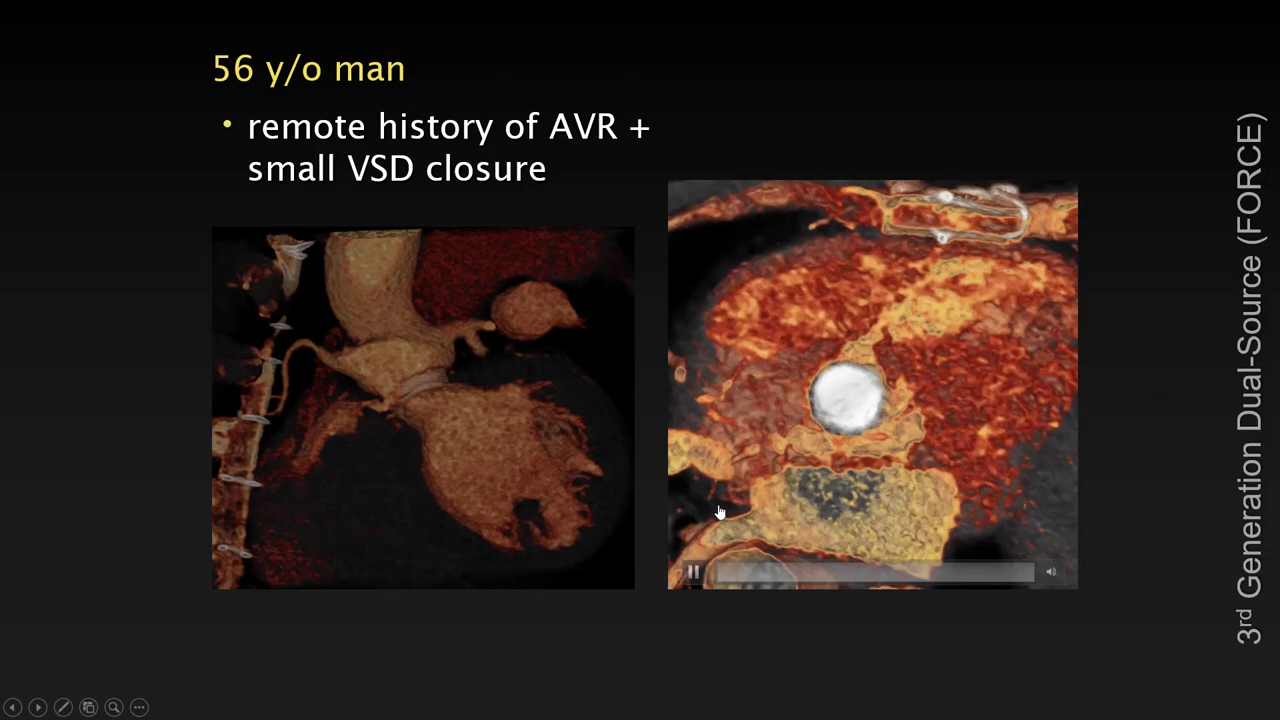 56 y/o man
• remote history of AVR +
small VSD closure
3rd Generation Dual-Source (FORCE)